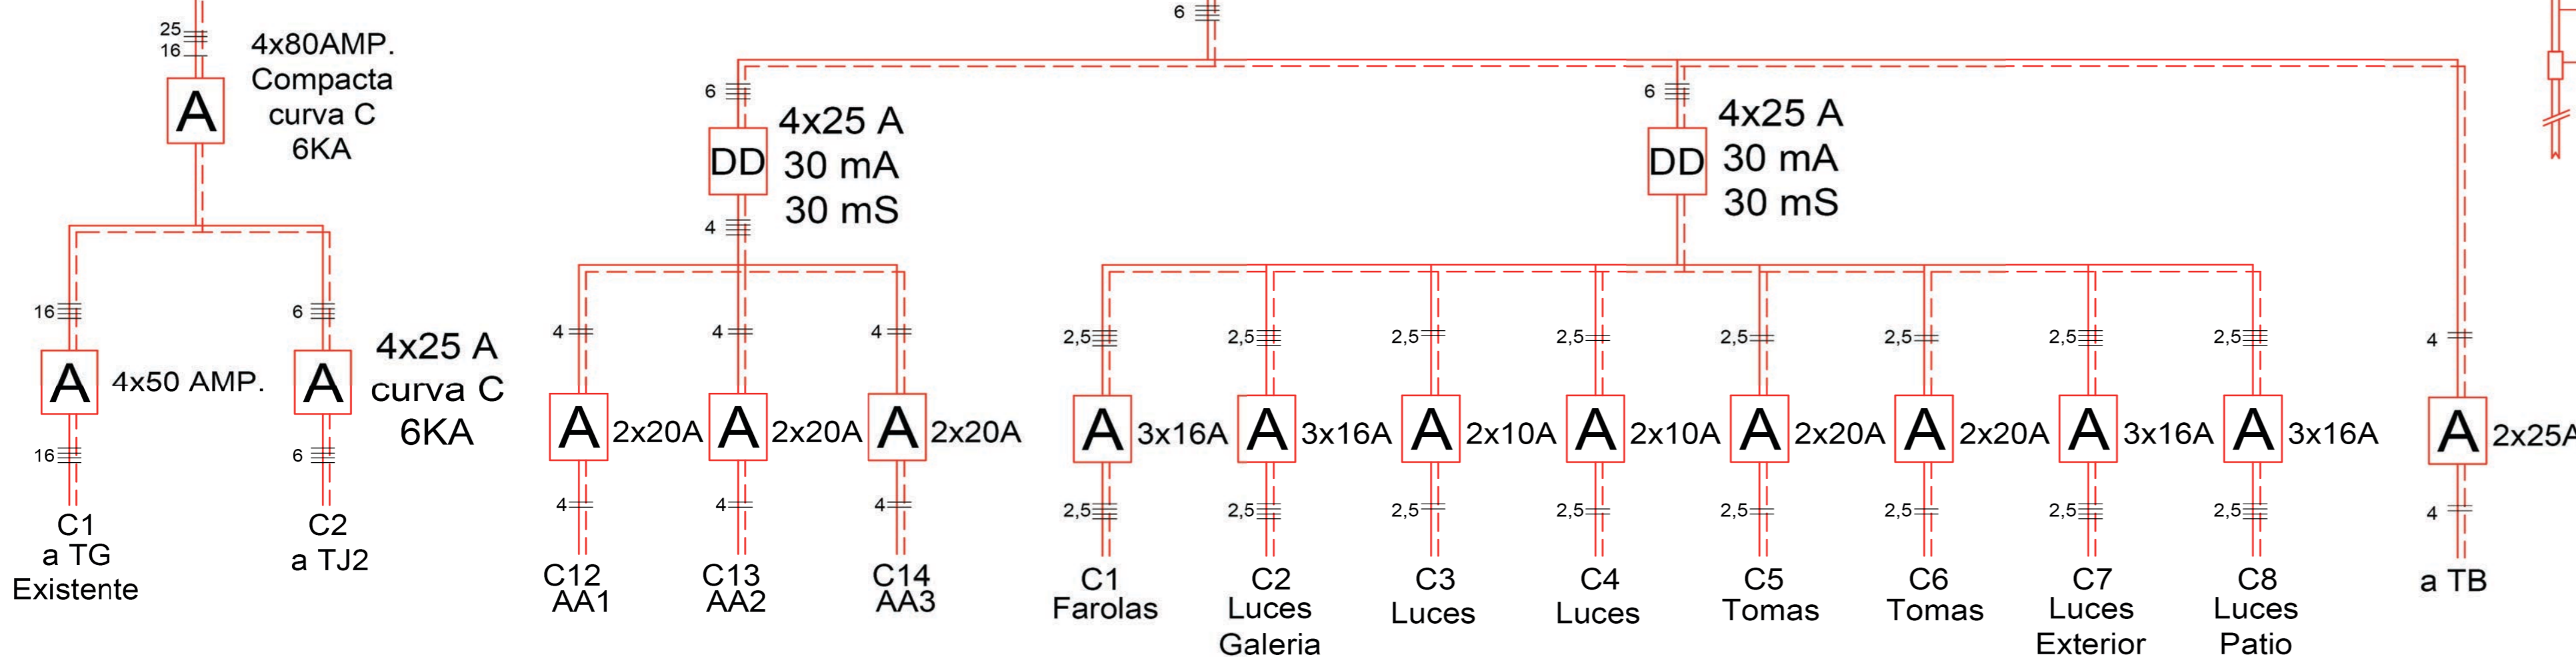 25
16
4x80AMP.
Compacta
curva C
6KA
A
16
6
A
4x50 AMP.
A
4x25 A
curva C
6KA
16
6
C1
a TG
Existente
C2
a TJ2
6
6
DD
4x25 A
30 mA
30 mS
4
6
DD
4x25 A
30 mA
30 mS
4
4
4
A 2x20A
A 2x20A
A 2x20A
4
4
4
C12
AA1
C13
AA2
C14
AA3
2,5
2,5
2,5
2,5
2,5
2,5
2,5
2,5
4
A 3x16A
A 3x16A
A 2x10A
A 2x10A
A 2x20A
A 2x20A
A 3x16A
A 3x16A
A 2x25A
2,5
2,5
2,5
2,5
2,5
2,5
2,5
2,5
4
C1
Farolas
C2
Luces
Galeria
C3
Luces
C4
Luces
C5
Tomas
C6
Tomas
C7
Luces
Exterior
C8
Luces
Patio
a TB